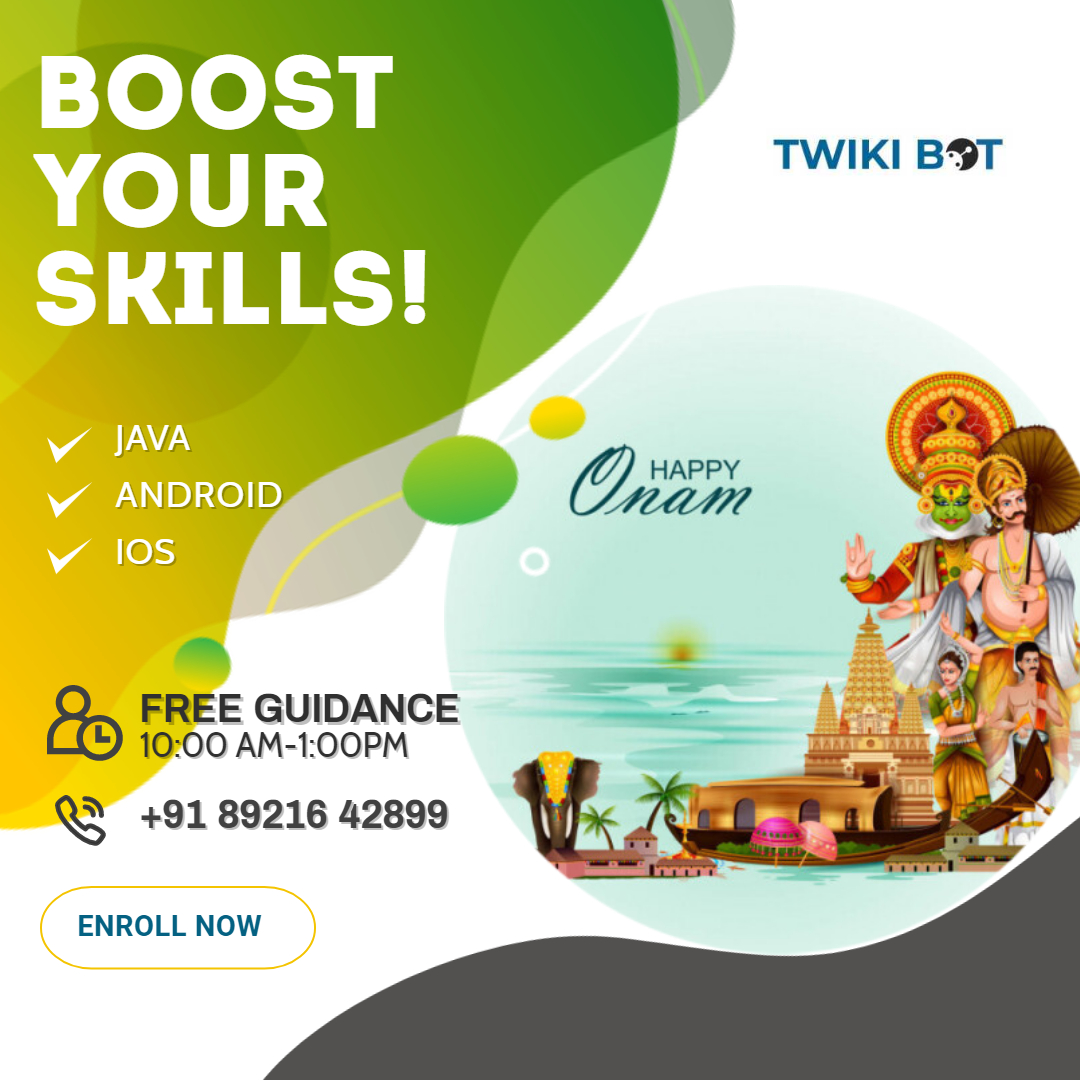 BOOST
YOUR
SKILLS!
TWIKI BOT
JAVA
ANDROID
IOS
HAPPY
Onam
FREE GUIDANCE
10:00 AM-1:00PM
+91 89216 42899
ENROLL NOW